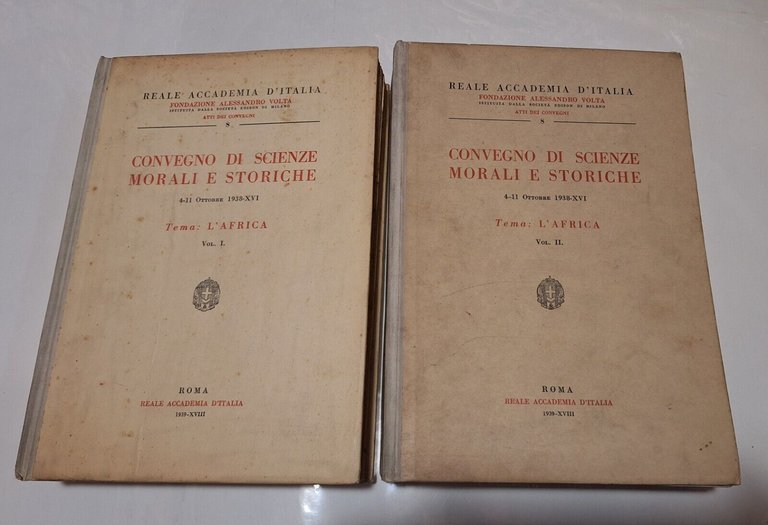 REALE ACCADEMIA D'ITALIA
FONDAZIONE ALESSANDRO VOLTA
ISTITUITA DALLA SOCIETÀ EDISON DI MILANO
ATTI DEI CONVEGNI
8
CONVEGNO DI SCIENZE
MORALI E STORICHE
4-11 OTTOBRE 1938-XVI
Tema: L'AFRICA
VOL. I.
ROMA
REALE ACCADEMIA D'ITALIA
1939-XVIII
REALE ACCADEMIA D'ITALIA
FONDAZIONE ALESSANDRO VOLTA
ISTITUITA DALLA SOCIETÀ EDISON DI MILANO
ATTI DEI CONVEGNI
8
CONVEGNO DI SCIENZE
MORALI E STORICHE
4-11 OTTOBRE 1938-XVI
Tema: L'AFRICA
VOL. II.
ROMA
REALE ACCADEMIA D'ITALIA
1939-XVIII